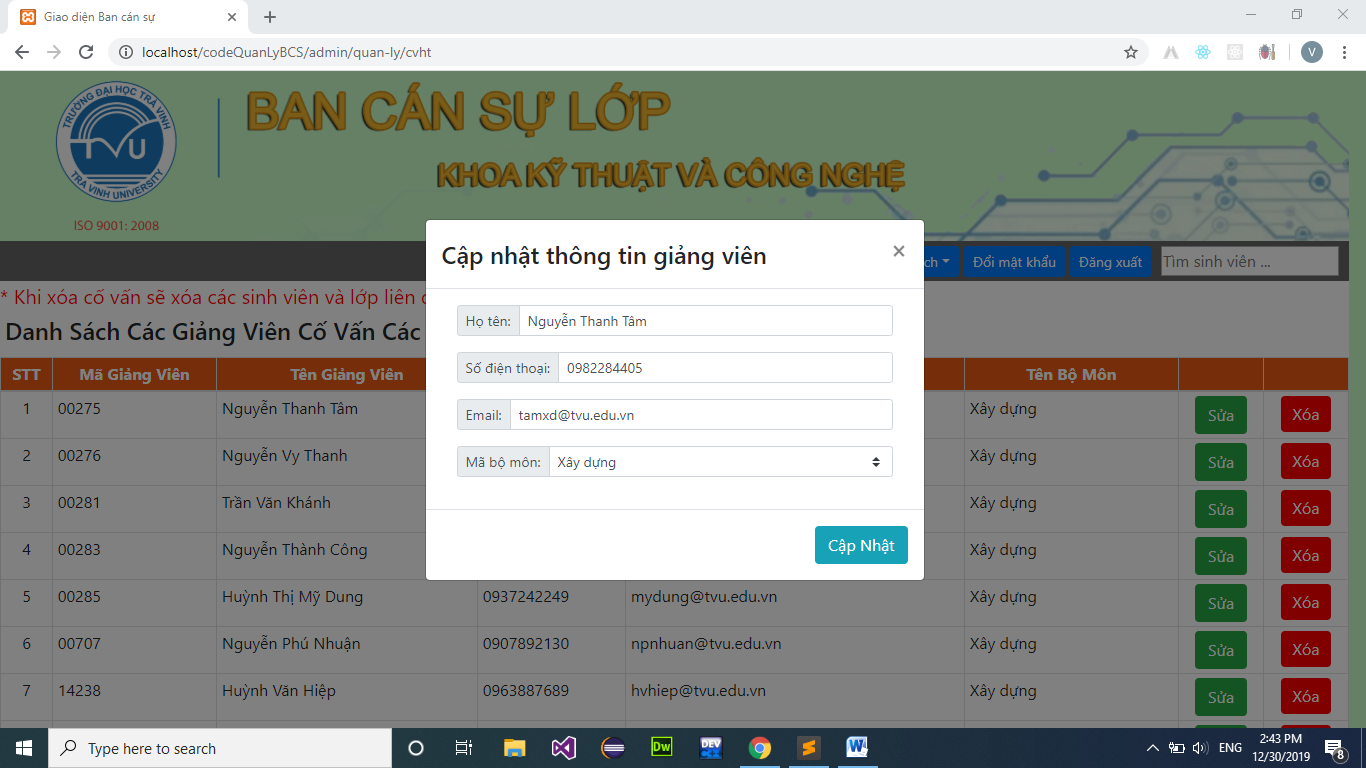 Giao diện Ban cán sự
localhost/codeQuanLyBCS/admin/quan-ly/cvht
V
TRƯỜNG ĐẠI HỌC TRÀ VINH
TVU
TRA VINH UNIVERSITY
ISO 9001: 2008
BAN CÁN SỰ LỚP
KHOA KỸ THUẬT VÀ CÔNG NGHỆ
ch Đổi mật khẩu Đăng xuất Tìm sinh viên ...
* Khi xóa cố vấn sẽ xóa các sinh viên và lớp liên
Danh Sách Các Giảng Viên Cố Vấn Các
Cập nhật thông tin giảng viên ×
Họ tên: Nguyễn Thanh Tâm
Số điện thoại: 0982284405
Email: tamxd@tvu.edu.vn
Mã bộ môn: Xây dựng
Cập Nhật
STT Mã Giảng Viên Tên Giảng Viên Tên Bộ Môn
1 00275 Nguyễn Thanh Tâm Xây dựng Sửa Xóa
2 00276 Nguyễn Vy Thanh Xây dựng Sửa Xóa
3 00281 Trần Văn Khánh Xây dựng Sửa Xóa
4 00283 Nguyễn Thành Công Xây dựng Sửa Xóa
5 00285 Huỳnh Thị Mỹ Dung 0937242249 mydung@tvu.edu.vn Xây dựng Sửa Xóa
6 00707 Nguyễn Phú Nhuận 0907892130 npnhuan@tvu.edu.vn Xây dựng Sửa Xóa
7 14238 Huỳnh Văn Hiệp 0963887689 hvhiep@tvu.edu.vn Xây dựng Sửa Xóa
Type here to search
Dw
DEV C++
ENG
2:43 PM
12/30/2019
8